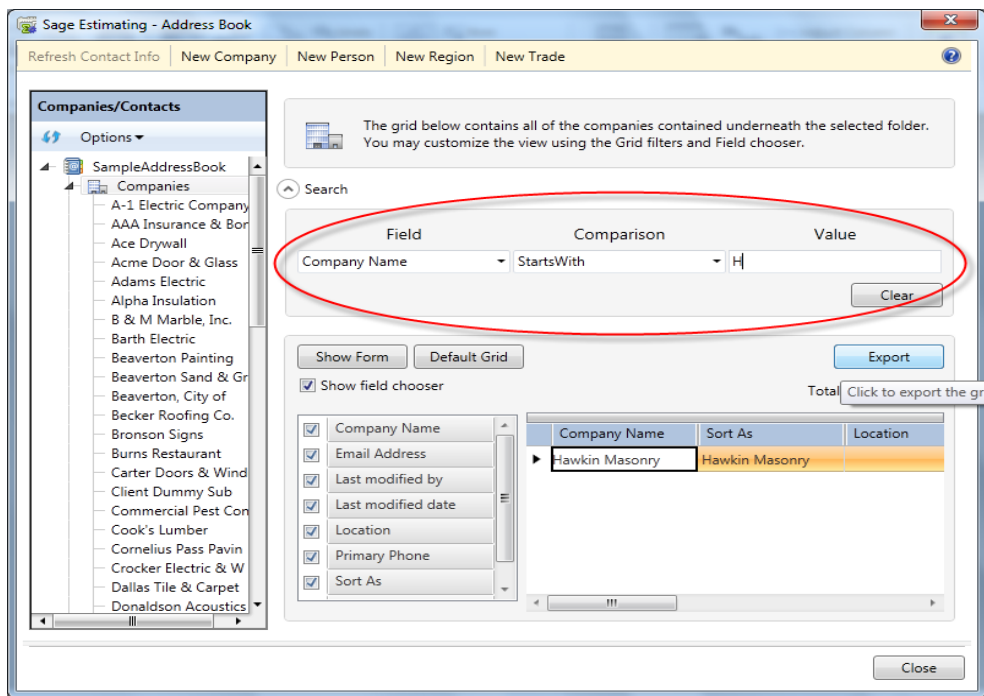 Sage Estimating - Address Book
Refresh Contact Info New Company New Person New Region New Trade
Companies/Contacts
Options
SampleAddressBook
Companies
A-1 Electric Company
AAA Insurance & Bor
Ace Drywall
Acme Door & Glass
Adams Electric
Alpha Insulation
B & M Marble, Inc.
Barth Electric
Beaverton Painting
Beaverton Sand & Gr
Beaverton, City of
Becker Roofing Co.
Bronson Signs
Burns Restaurant
Carter Doors & Wind
Client Dummy Sub
Commercial Pest Con
Cook's Lumber
Cornelius Pass Pavin
Crocker Electric & W
Dallas Tile & Carpet
Donaldson Acoustics
The grid below contains all of the companies contained underneath the selected folder.
You may customize the view using the Grid filters and Field chooser.
Search
Field Comparison Value
Company Name StartsWith H
Clear
Show Form Default Grid Export
Show field chooser Total
Click to export the gr
Company Name
Email Address
Last modified by
Last modified date
Location
Primary Phone
Sort As
Company Name Sort As Location
Hawkin Masonry Hawkin Masonry
Close